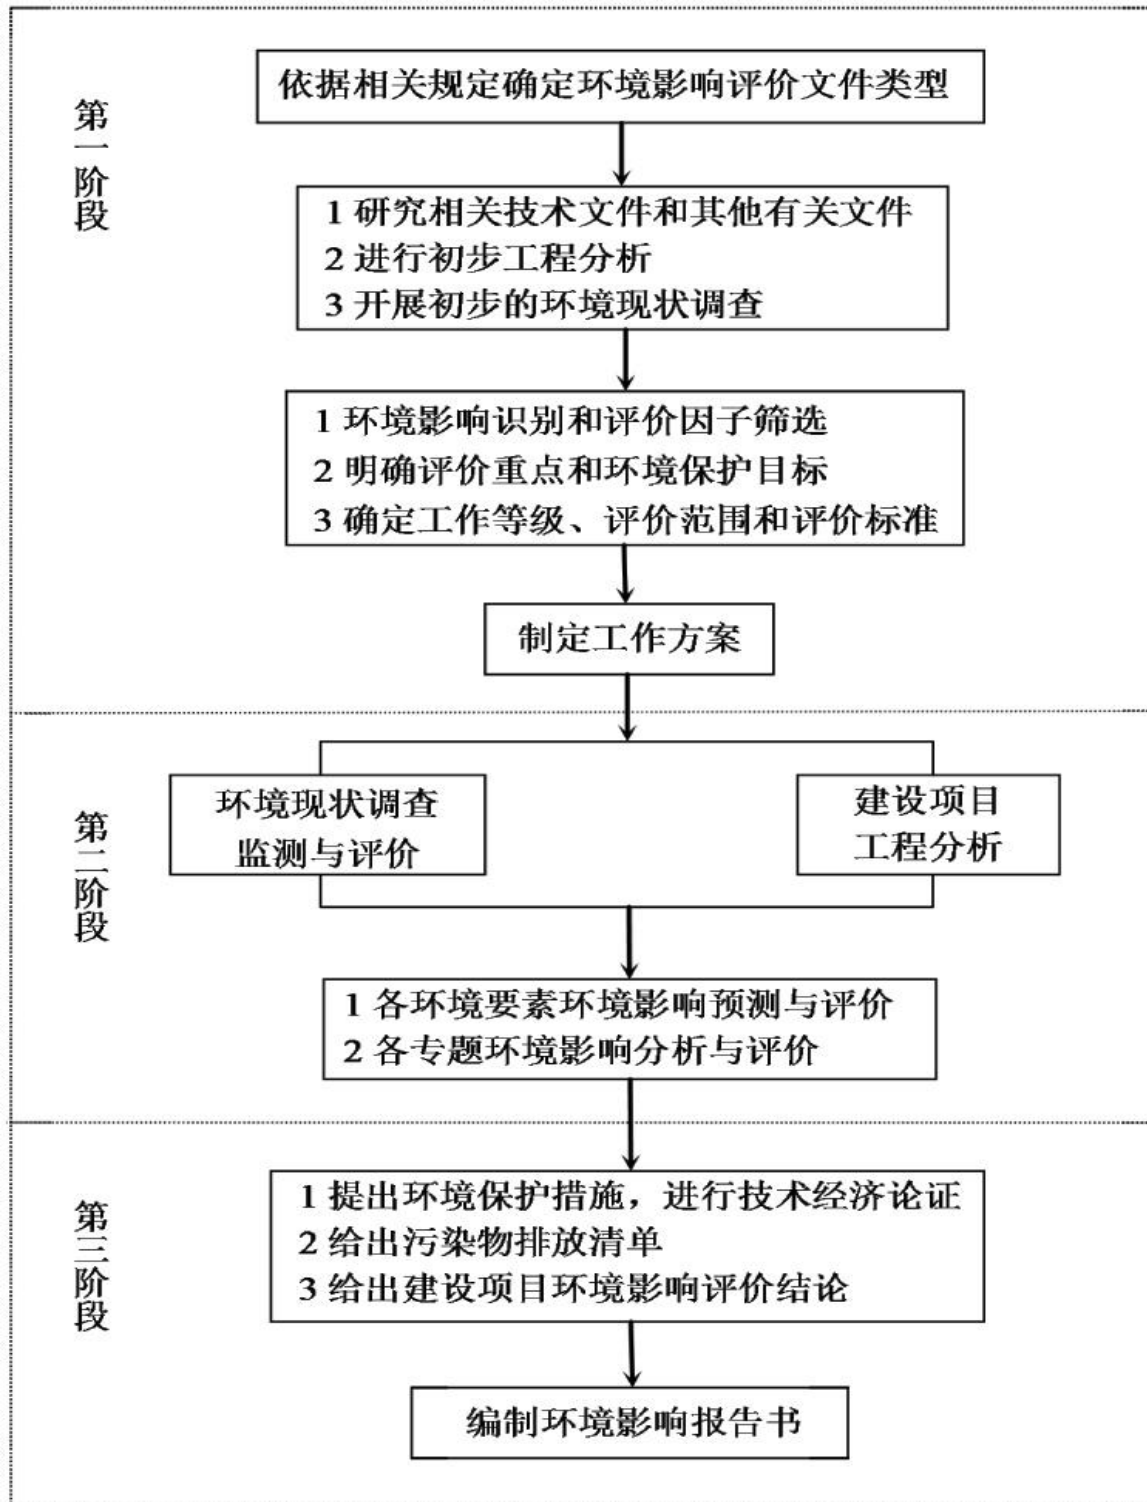 第一阶段
依据相关规定确定环境影响评价文件类型
1 研究相关技术文件和其他有关文件
2 进行初步工程分析
3 开展初步的环境现状调查
1 环境影响识别和评价因子筛选
2 明确评价重点和环境保护目标
3 确定工作等级、评价范围和评价标准
制定工作方案
第二阶段
环境现状调查
监测与评价
建设项目
工程分析
1 各环境要素环境影响预测与评价
2 各专题环境影响分析与评价
第三阶段
1 提出环境保护措施，进行技术经济论证
2 给出污染物排放清单
3 给出建设项目环境影响评价结论
编制环境影响报告书